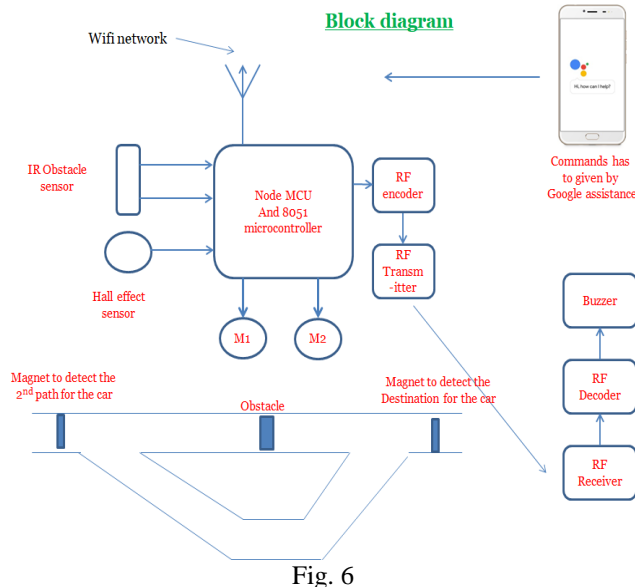 Block diagram
Wifi network
Hi, how can I help?
Commands has
to given by
Google assistance
IR Obstacle
sensor
Node MCU
And 8051
microcontroller
RF
encoder
Hall effect
sensor
RF
Transm
-itter
M1
M2
Buzzer
RF
Decoder
RF
Receiver
Magnet to detect the
2nd path for the car
Obstacle
Magnet to detect the
Destination for the car
Fig. 6